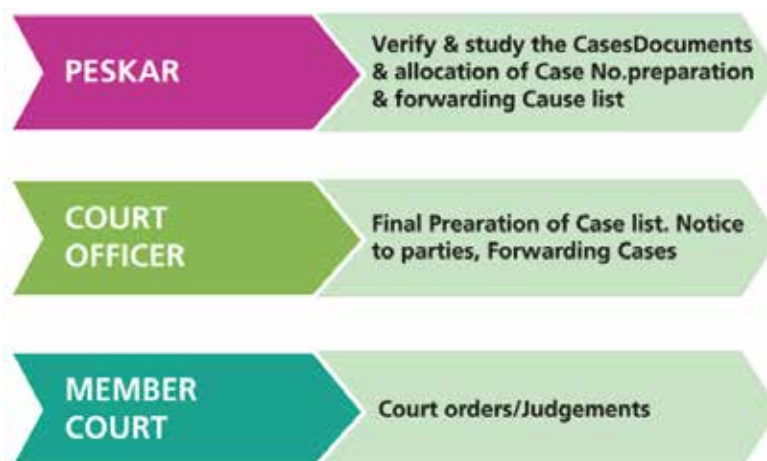 PESKAR
Verify & study the CasesDocuments
& allocation of Case No.preparation
& forwarding Cause list
COURT
OFFICER
Final Prearation of Case list. Notice
to parties, Forwarding Cases
MEMBER
COURT
Court orders/Judgements